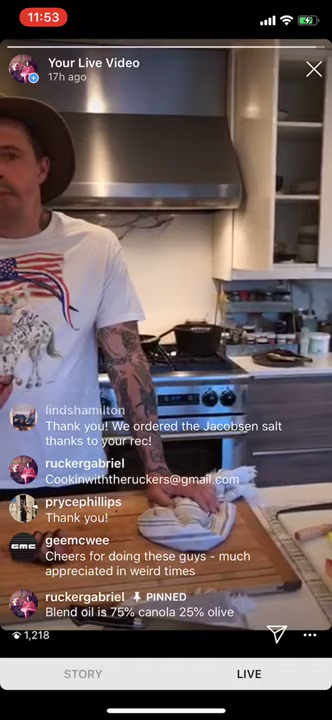 11:53
Your Live Video
17h ago
lindshamilton
Thank you! We ordered the Jacobsen salt
thanks to your rec!
ruckergabriel
Cookinwiththeruckers@gmail.com
prycephillips
Thank you!
geemcwee
GMC
Cheers for doing these guys - much
appreciated in weird times
ruckergabriel PINNED
Blend oil is 75% canola 25% olive
1,218
STORY
LIVE